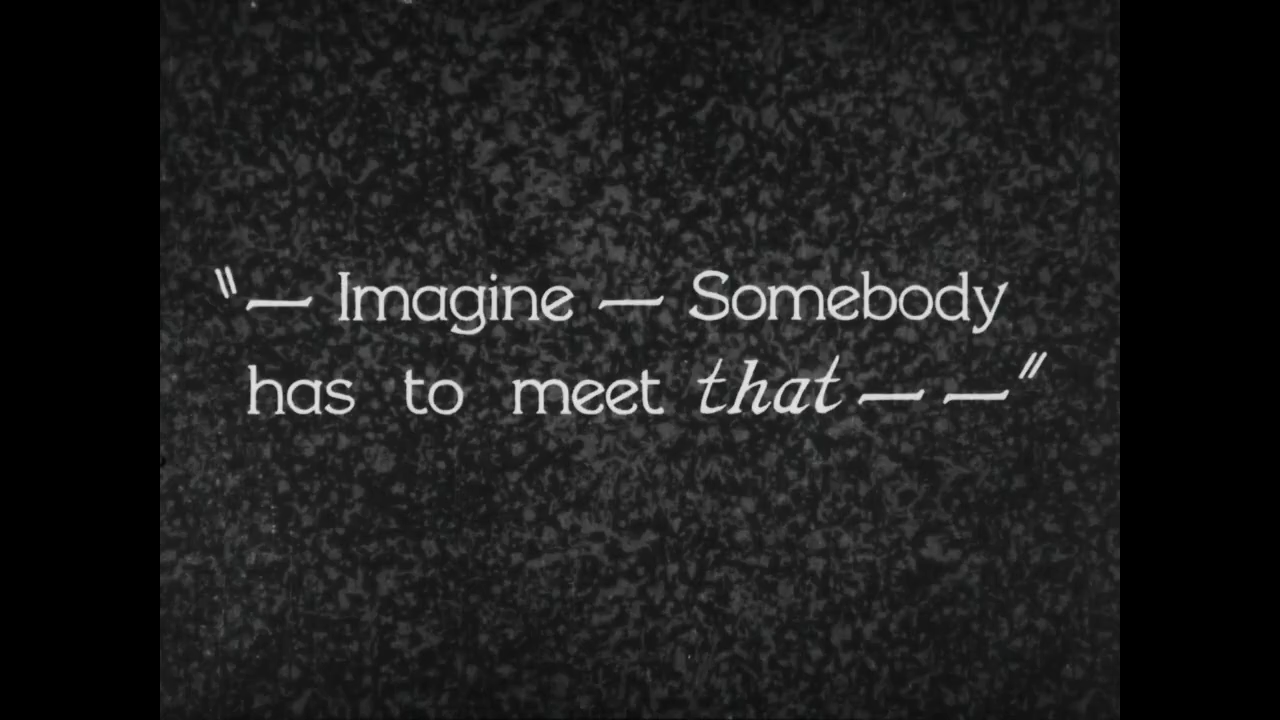 "— Imagine — Somebody
has to meet that — —"